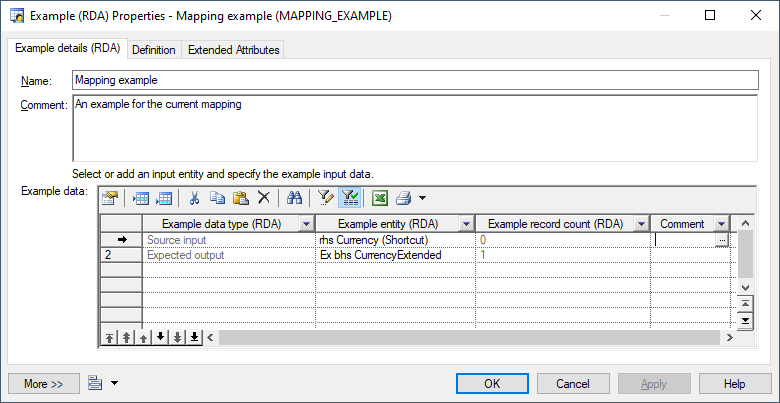 Example (RDA) Properties - Mapping example (MAPPING_EXAMPLE)
Example details (RDA) Definition Extended Attributes
Name: Mapping example
Comment: An example for the current mapping
Select or add an input entity and specify the example input data.
Example data:
Example data type (RDA) Example entity (RDA) Example record count (RDA) Comment
Source input rhs Currency (Shortcut) 0 ...
2 Expected output Ex bhs CurrencyExtended 1
More >> OK Cancel Apply Help